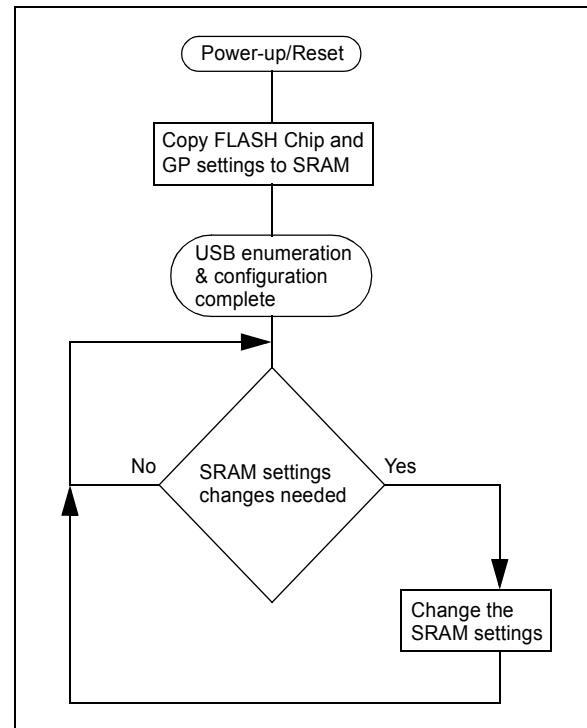 Power-up/Reset
Copy FLASH Chip and
GP settings to SRAM
USB enumeration
& configuration
complete
No
SRAM settings
changes needed
Yes
Change the
SRAM settings